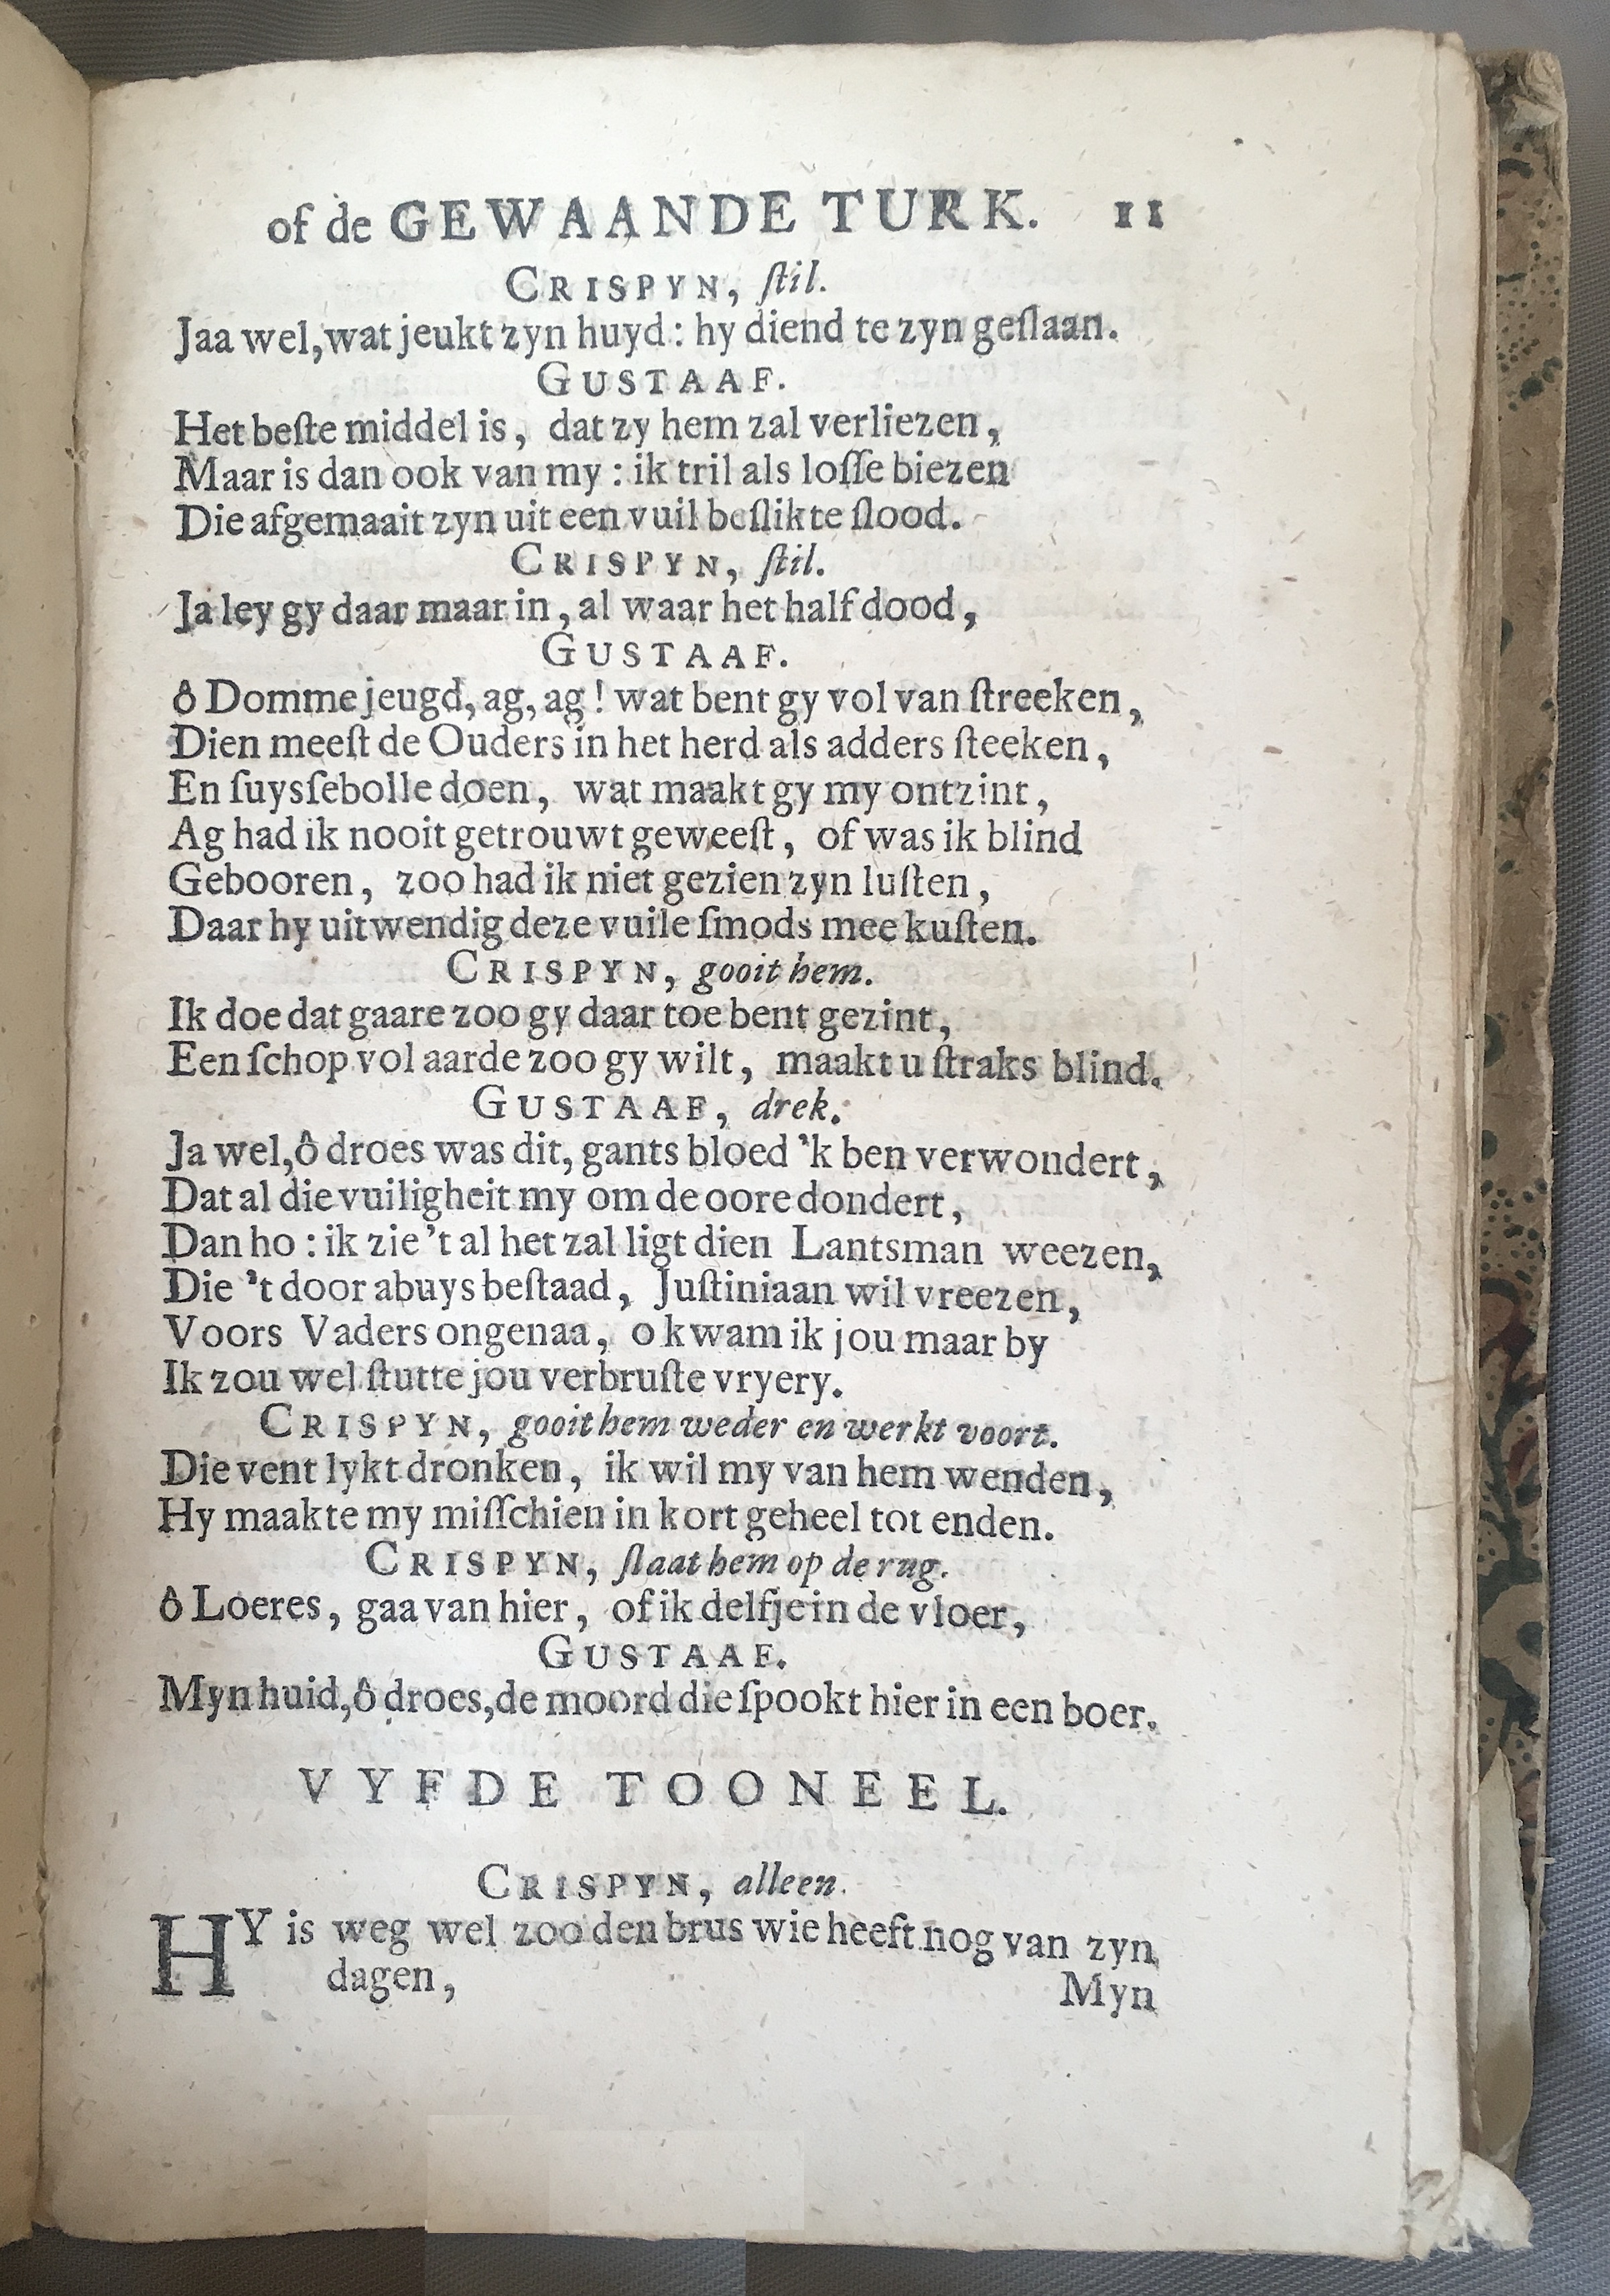 of de GEWAANDE TURK. 11
CRISPYN, ſtil.
Jaa wel, wat jeukt zyn huyd: hy diend te zyn geſlaan.
GUSTAAF.
Het beſte middel is, dat zy hem zal verliezen,
Maar is dan ook van my: ik tril als loſſe biezen
Die afgemaait zyn uit een vuil beſlikte ſlood.
CRISPYN, ſtil.
Ja ley gy daar maar in, al waar het half dood,
GUSTAAF.
ô Domme jeugd, ag, ag! wat bent gy vol van ſtreeken,
Dien meeſt de Ouders in het herd als adders ſteeken,
En ſuysſebolle doen, wat maakt gy my ontzint,
Ag had ik nooit getrouwt geweeſt, of was ik blind
Gebooren, zoo had ik niet gezien zyn luſten,
Daar hy uitwendig deze vuile ſmods mee kuſten.
CRISPYN, gooit hem.
Ik doe dat gaare zoo gy daar toe bent gezint,
Een ſchop vol aarde zoo gy wilt, maakt u ſtraks blind.
GUSTAAF, drek.
Ja wel, ô droes was dit, gants bloed 'k ben verwondert,
Dat al die vuiligheit my om de oore dondert,
Dan ho: ik zie 't al het zal ligt dien Lantsman weezen,
Die 't door abuys beſtaad, Juſtiniaan wil vreezen,
Voors Vaders ongenaa, o kwam ik jou maar by
Ik zou wel ſtutte jou verbruſte vryery.
CRISPYN, gooit hem weder en werkt voort.
Die vent lykt dronken, ik wil my van hem wenden,
Hy maakte my miſſchien in kort geheel tot enden.
CRISPYN, ſlaat hem op de rug.
ô Loeres, gaa van hier, of ik delf je in de vloer,
GUSTAAF.
Myn huid, ô droes, de moord die ſpookt hier in een boer.
VYFDE TOONEEL.
CRISPYN, alleen.
HY is weg wel zoo den brus wie heeft nog van zyn
dagen,
Myn